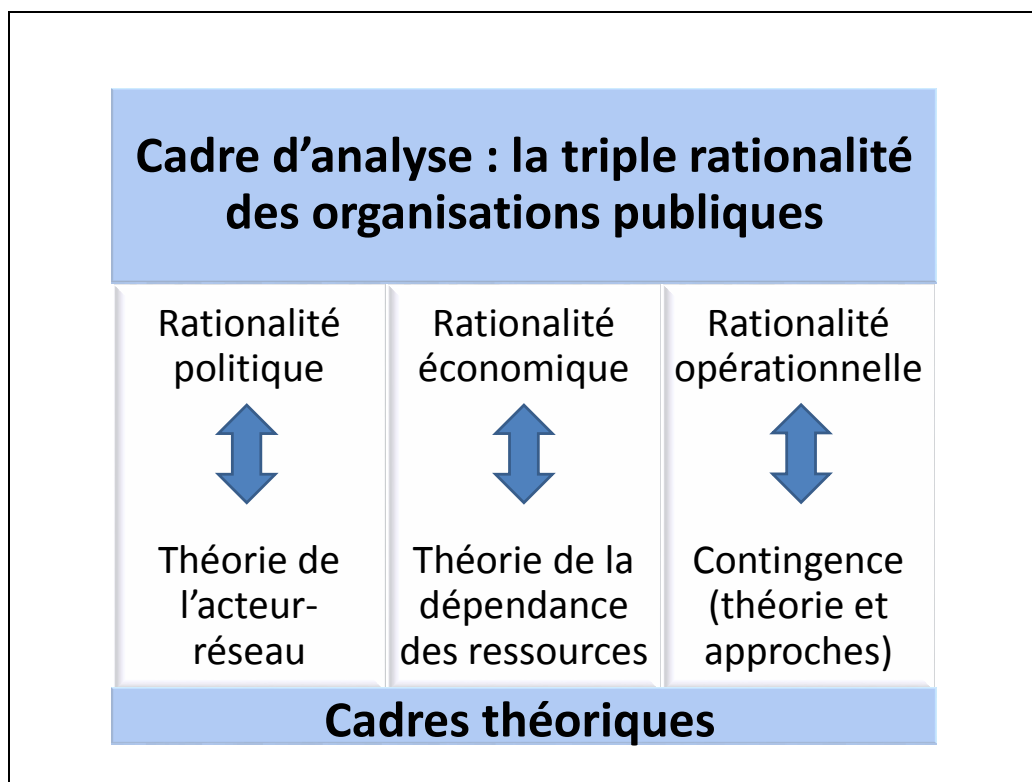 Cadre d’analyse : la triple rationalité
des organisations publiques
Rationalité
politique
Rationalité
économique
Rationalité
opérationnelle
Théorie de
l’acteur-
réseau
Théorie de la
dépendance
des ressources
Contingence
(théorie et
approches)
Cadres théoriques